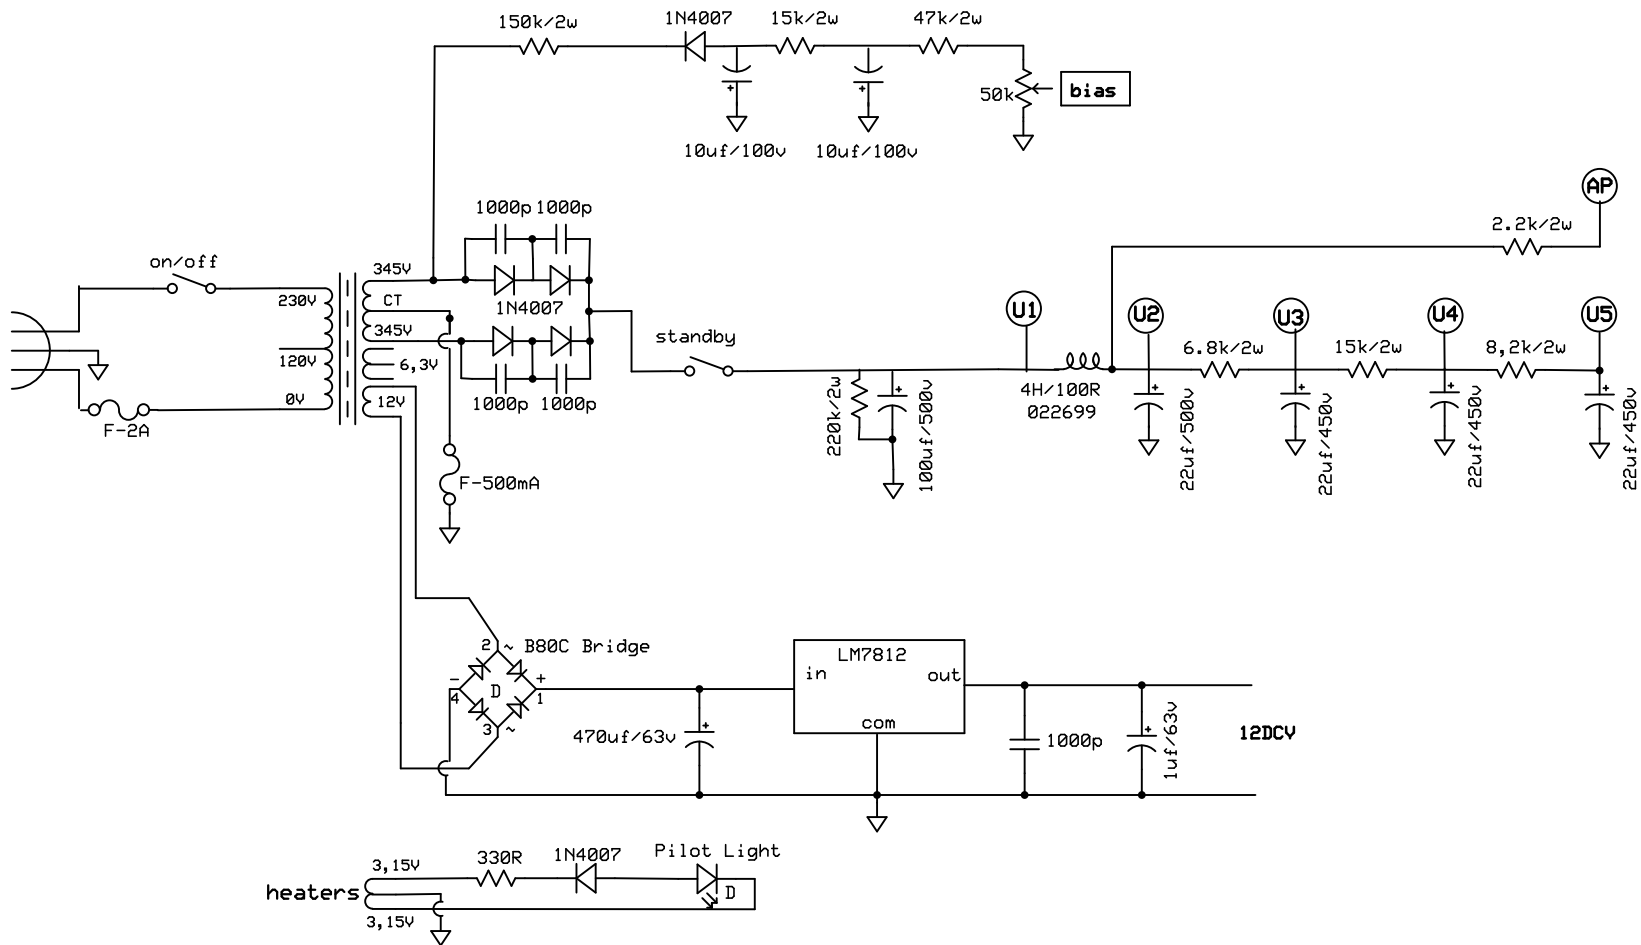 150k/2w
1N4007
15k/2w
47k/2w
50k
bias
+
+
10uf/100v
10uf/100v
AP
1000p
1000p
2.2k/2w
on/off
345V
230V
CT
1N4007
345V
standby
U1
U2
U3
U4
U5
120V
6,3V
6.8k/2w
15k/2w
8,2k/2w
0V
12V
4H/100R
022699
220k/2w
+
100uf/500v
+
22uf/500v
+
22uf/450v
+
22uf/450v
+
22uf/450v
1000p
1000p
F-2A
F-500mA
2
~
B80C Bridge
LM7812
in
out
-
4
D
+
1
3
~
com
470uf/63v
+
1000p
+
1uf/63v
12DCV
Pilot Light
3,15V
330R
1N4007
heaters
D
3,15V